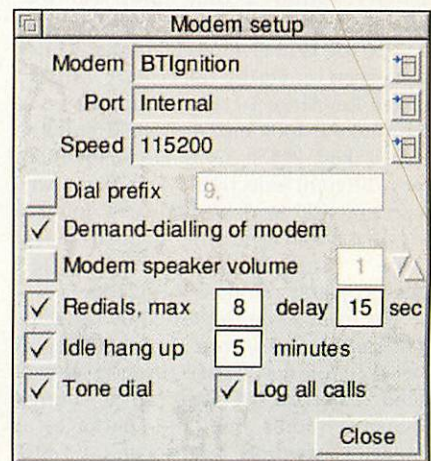 Modem setup
Modem BTIgnition
Port Internal
Speed 115200
Dial prefix 9,
Demand-dialling of modem
Modem speaker volume 1
Redials, max 8 delay 15 sec
Idle hang up 5 minutes
Tone dial Log all calls
Close